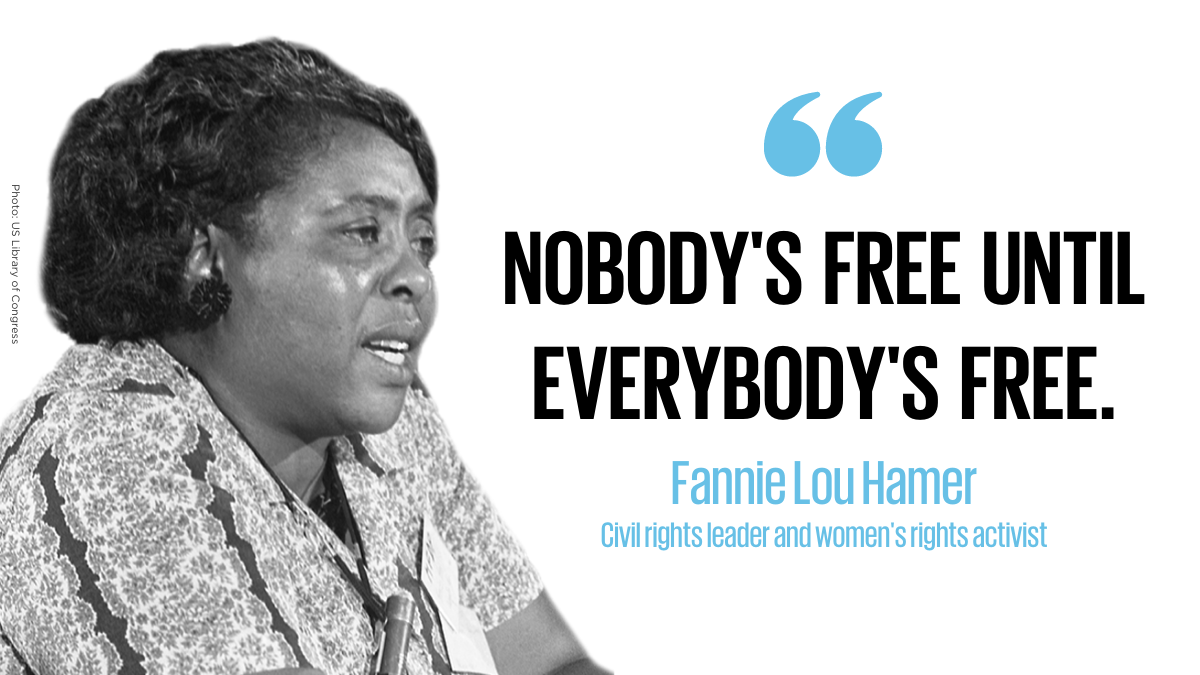 Photo: US Library of Congress
“
NOBODY'S FREE UNTIL
EVERYBODY'S FREE.
Fannie Lou Hamer
Civil rights leader and women's rights activist